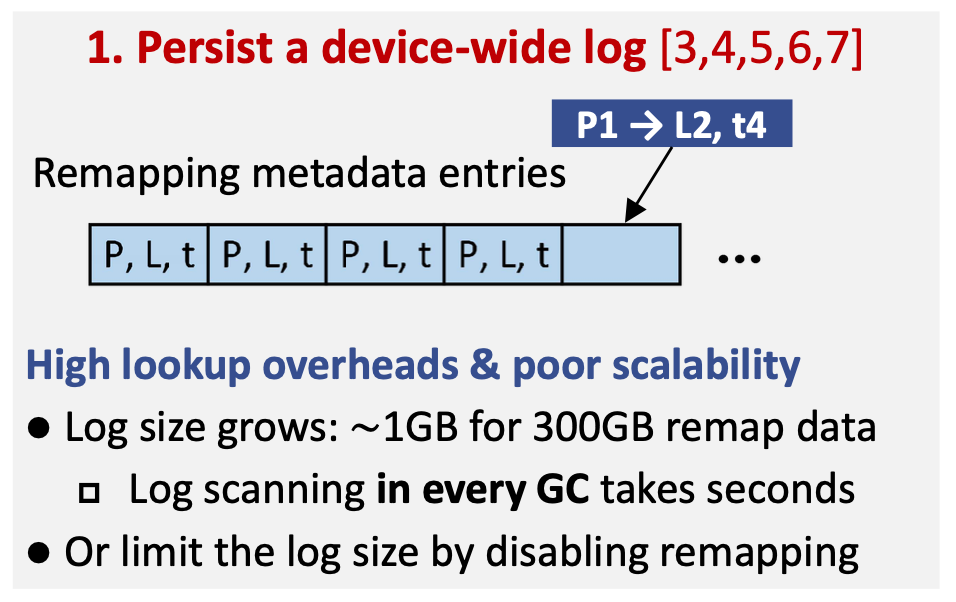 1. Persist a device-wide log [3,4,5,6,7]
P1 → L2, t4
Remapping metadata entries
P, L, t P, L, t P, L, t P, L, t ...
High lookup overheads & poor scalability
● Log size grows: ~1GB for 300GB remap data
□ Log scanning in every GC takes seconds
● Or limit the log size by disabling remapping